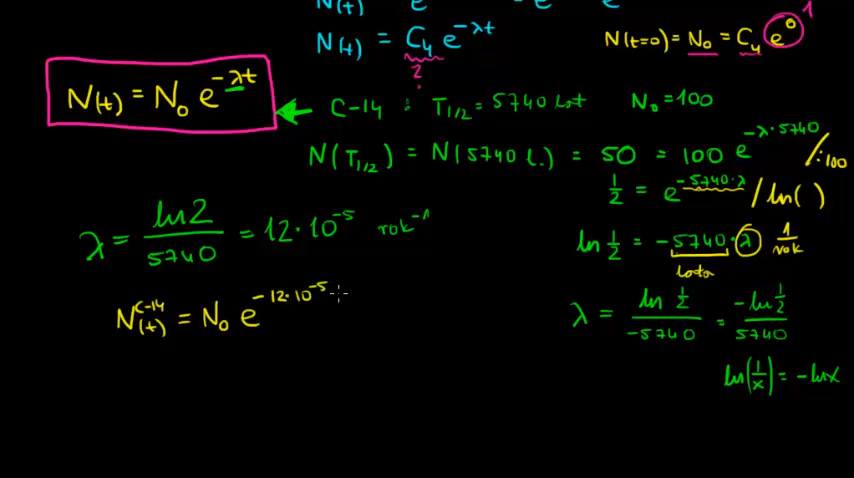 N(t) = C₄ e^(-λt)
N(t=0) = N₀ = C₄ e⁰ 1
?
N(t) = N₀ e^(-λt)
C-14 : T₁/₂ = 5740 lat N₀ = 100
N(T₁/₂) = N(5740 l.) = 50 = 100 e^(-λ·5740) /:100
1/2 = e^(-5740·λ) / ln( )
λ = ln2/5740 = 12·10⁻⁵ rok⁻¹
ln 1/2 = -5740·λ 1/rok
N^(C-14)(t) = N₀ e^(-12·10⁻⁵)
λ = ln 1/2 / -5740 = -ln 1/2 / 5740
ln(1/x) = -lnx